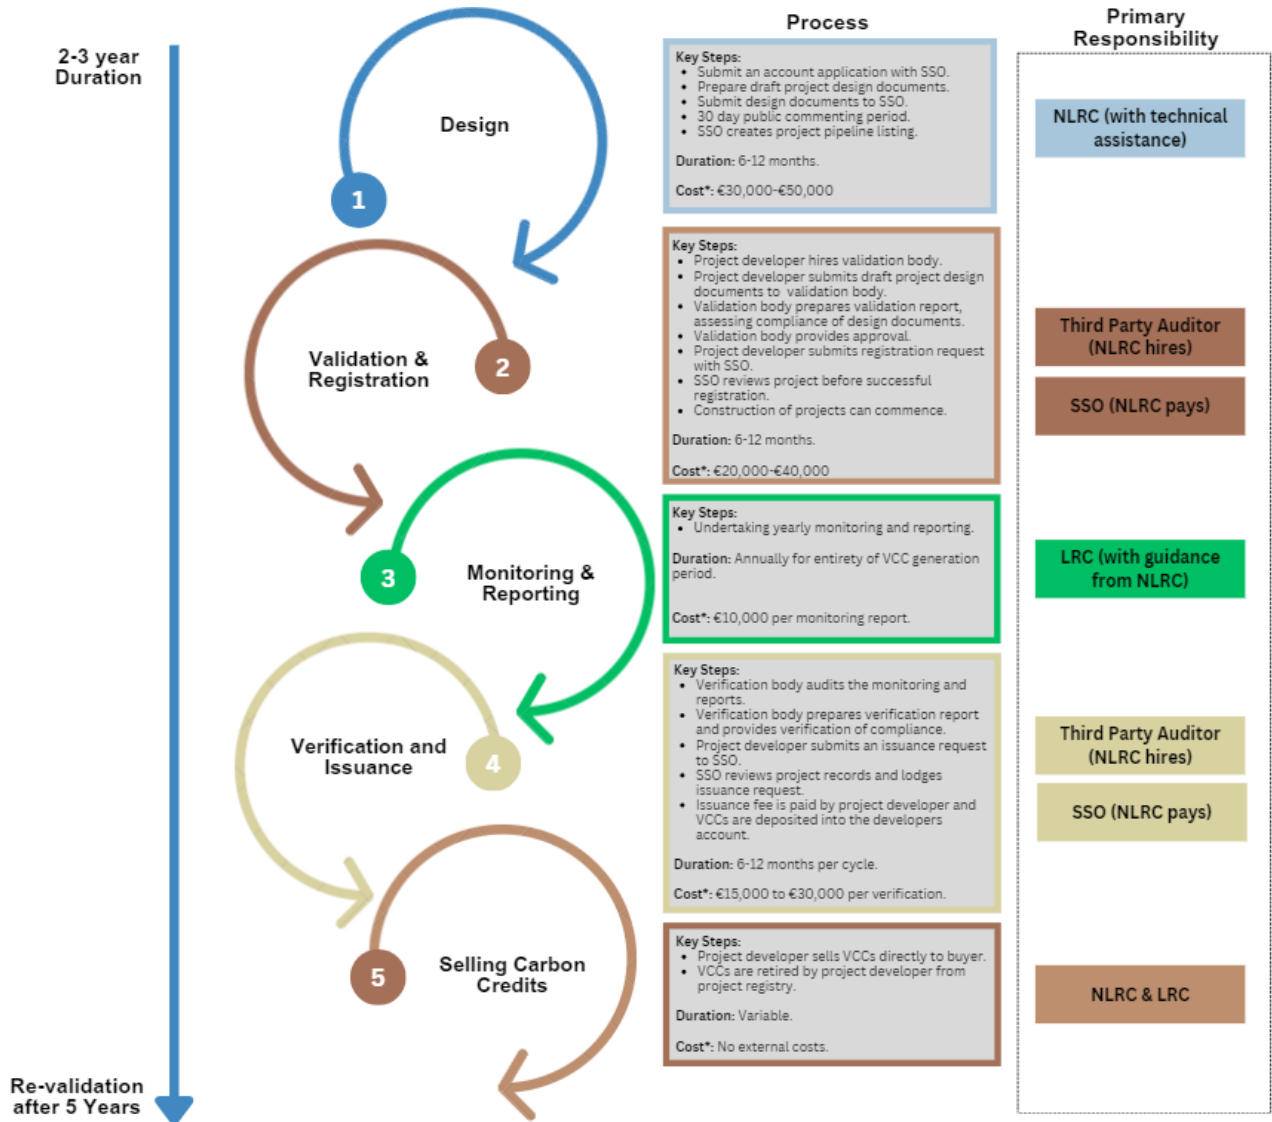 2-3 year
Duration
Re-validation
after 5 Years
Design
1
Validation &
Registration
2
3
Monitoring &
Reporting
Verification and
Issuance
4
5
Selling Carbon
Credits
Process
Key Steps:
• Submit an account application with SSO.
• Prepare draft project design documents.
• Submit design documents to SSO.
• 30 day public commenting period.
• SSO creates project pipeline listing.
Duration: 6-12 months.
Cost*: €30,000-€50,000
Key Steps:
• Project developer hires validation body.
• Project developer submits draft project design
documents to validation body.
• Validation body prepares validation report,
assessing compliance of design documents.
• Validation body provides approval.
• Project developer submits registration request
with SSO.
• SSO reviews project before successful
registration.
• Construction of projects can commence.
Duration: 6-12 months.
Cost*: €20,000-€40,000
Key Steps:
• Undertaking yearly monitoring and reporting.
Duration: Annually for entirety of VCC generation
period.
Cost*: €10,000 per monitoring report.
Key Steps:
• Verification body audits the monitoring and
reports.
• Verification body prepares verification report
and provides verification of compliance.
• Project developer submits an issuance request
to SSO.
• SSO reviews project records and lodges
issuance request.
• Issuance fee is paid by project developer and
VCCs are deposited into the developers
account.
Duration: 6-12 months per cycle.
Cost*: €15,000 to €30,000 per verification.
Key Steps:
• Project developer sells VCCs directly to buyer.
• VCCs are retired by project developer from
project registry.
Duration: Variable.
Cost*: No external costs.
Primary
Responsibility
NLRC (with technical
assistance)
Third Party Auditor
(NLRC hires)
SSO (NLRC pays)
LRC (with guidance
from NLRC)
Third Party Auditor
(NLRC hires)
SSO (NLRC pays)
NLRC & LRC